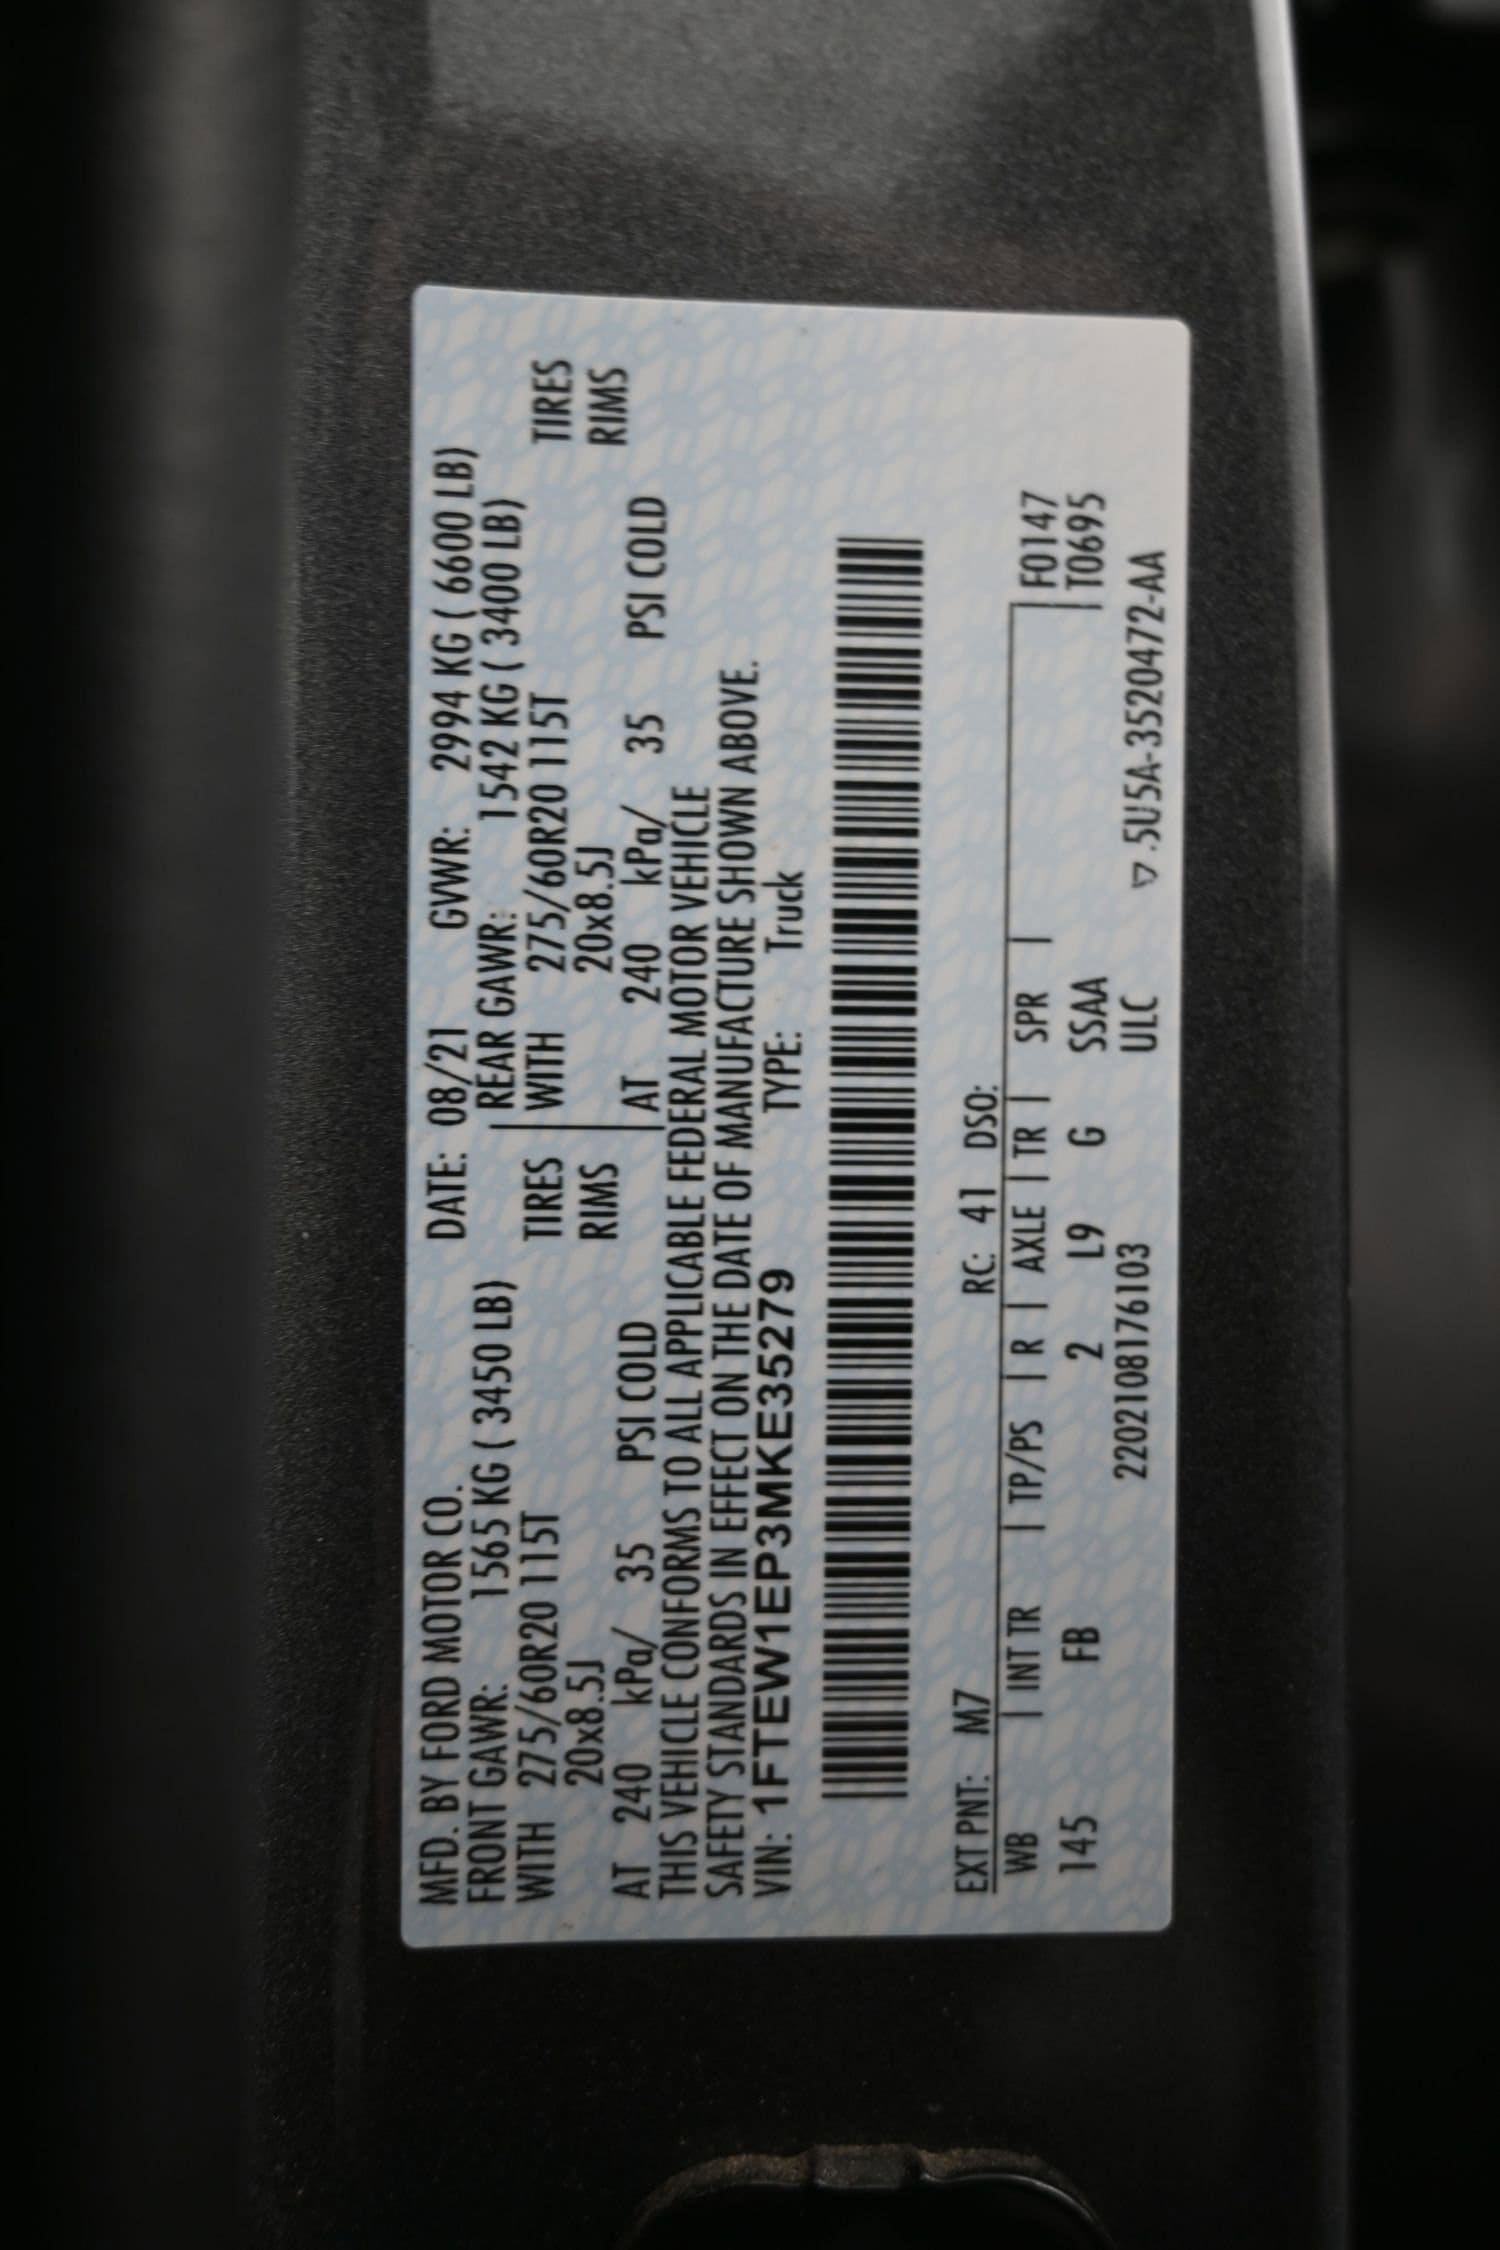 MFD. BY FORD MOTOR CO. DATE: 08/21 GVWR: 2994 KG ( 6600 LB)
FRONT GAWR: 1565 KG ( 3450 LB) REAR GAWR: 1542 KG ( 3400 LB)
WITH 275/60R20 115T TIRES WITH 275/60R20 115T TIRES
20x8.5J RIMS 20x8.5J RIMS
AT 240 kPa/ 35 PSI COLD AT 240 kPa/ 35 PSI COLD
THIS VEHICLE CONFORMS TO ALL APPLICABLE FEDERAL MOTOR VEHICLE
SAFETY STANDARDS IN EFFECT ON THE DATE OF MANUFACTURE SHOWN ABOVE.
VIN: 1FTEW1EP3MKE35279 TYPE: Truck
EXT PNT: M7 RC: 41 DSO:
WB | INT TR | TP/PS | R | AXLE | TR | SPR | F0147
145 FB 2 L9 G SSAA T0695
2202108176103 ULC ▽.5U5A-3520472-AA